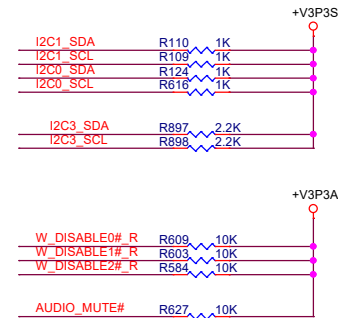 +V3P3S
I2C1_SDA R110 1K
I2C1_SCL R109 1K
I2C0_SDA R124 1K
I2C0_SCL R616 1K
I2C3_SDA R897 2.2K
I2C3_SCL R898 2.2K
+V3P3A
W_DISABLE0#_R R609 10K
W_DISABLE1#_R R603 10K
W_DISABLE2#_R R584 10K
AUDIO_MUTE# R627 10K